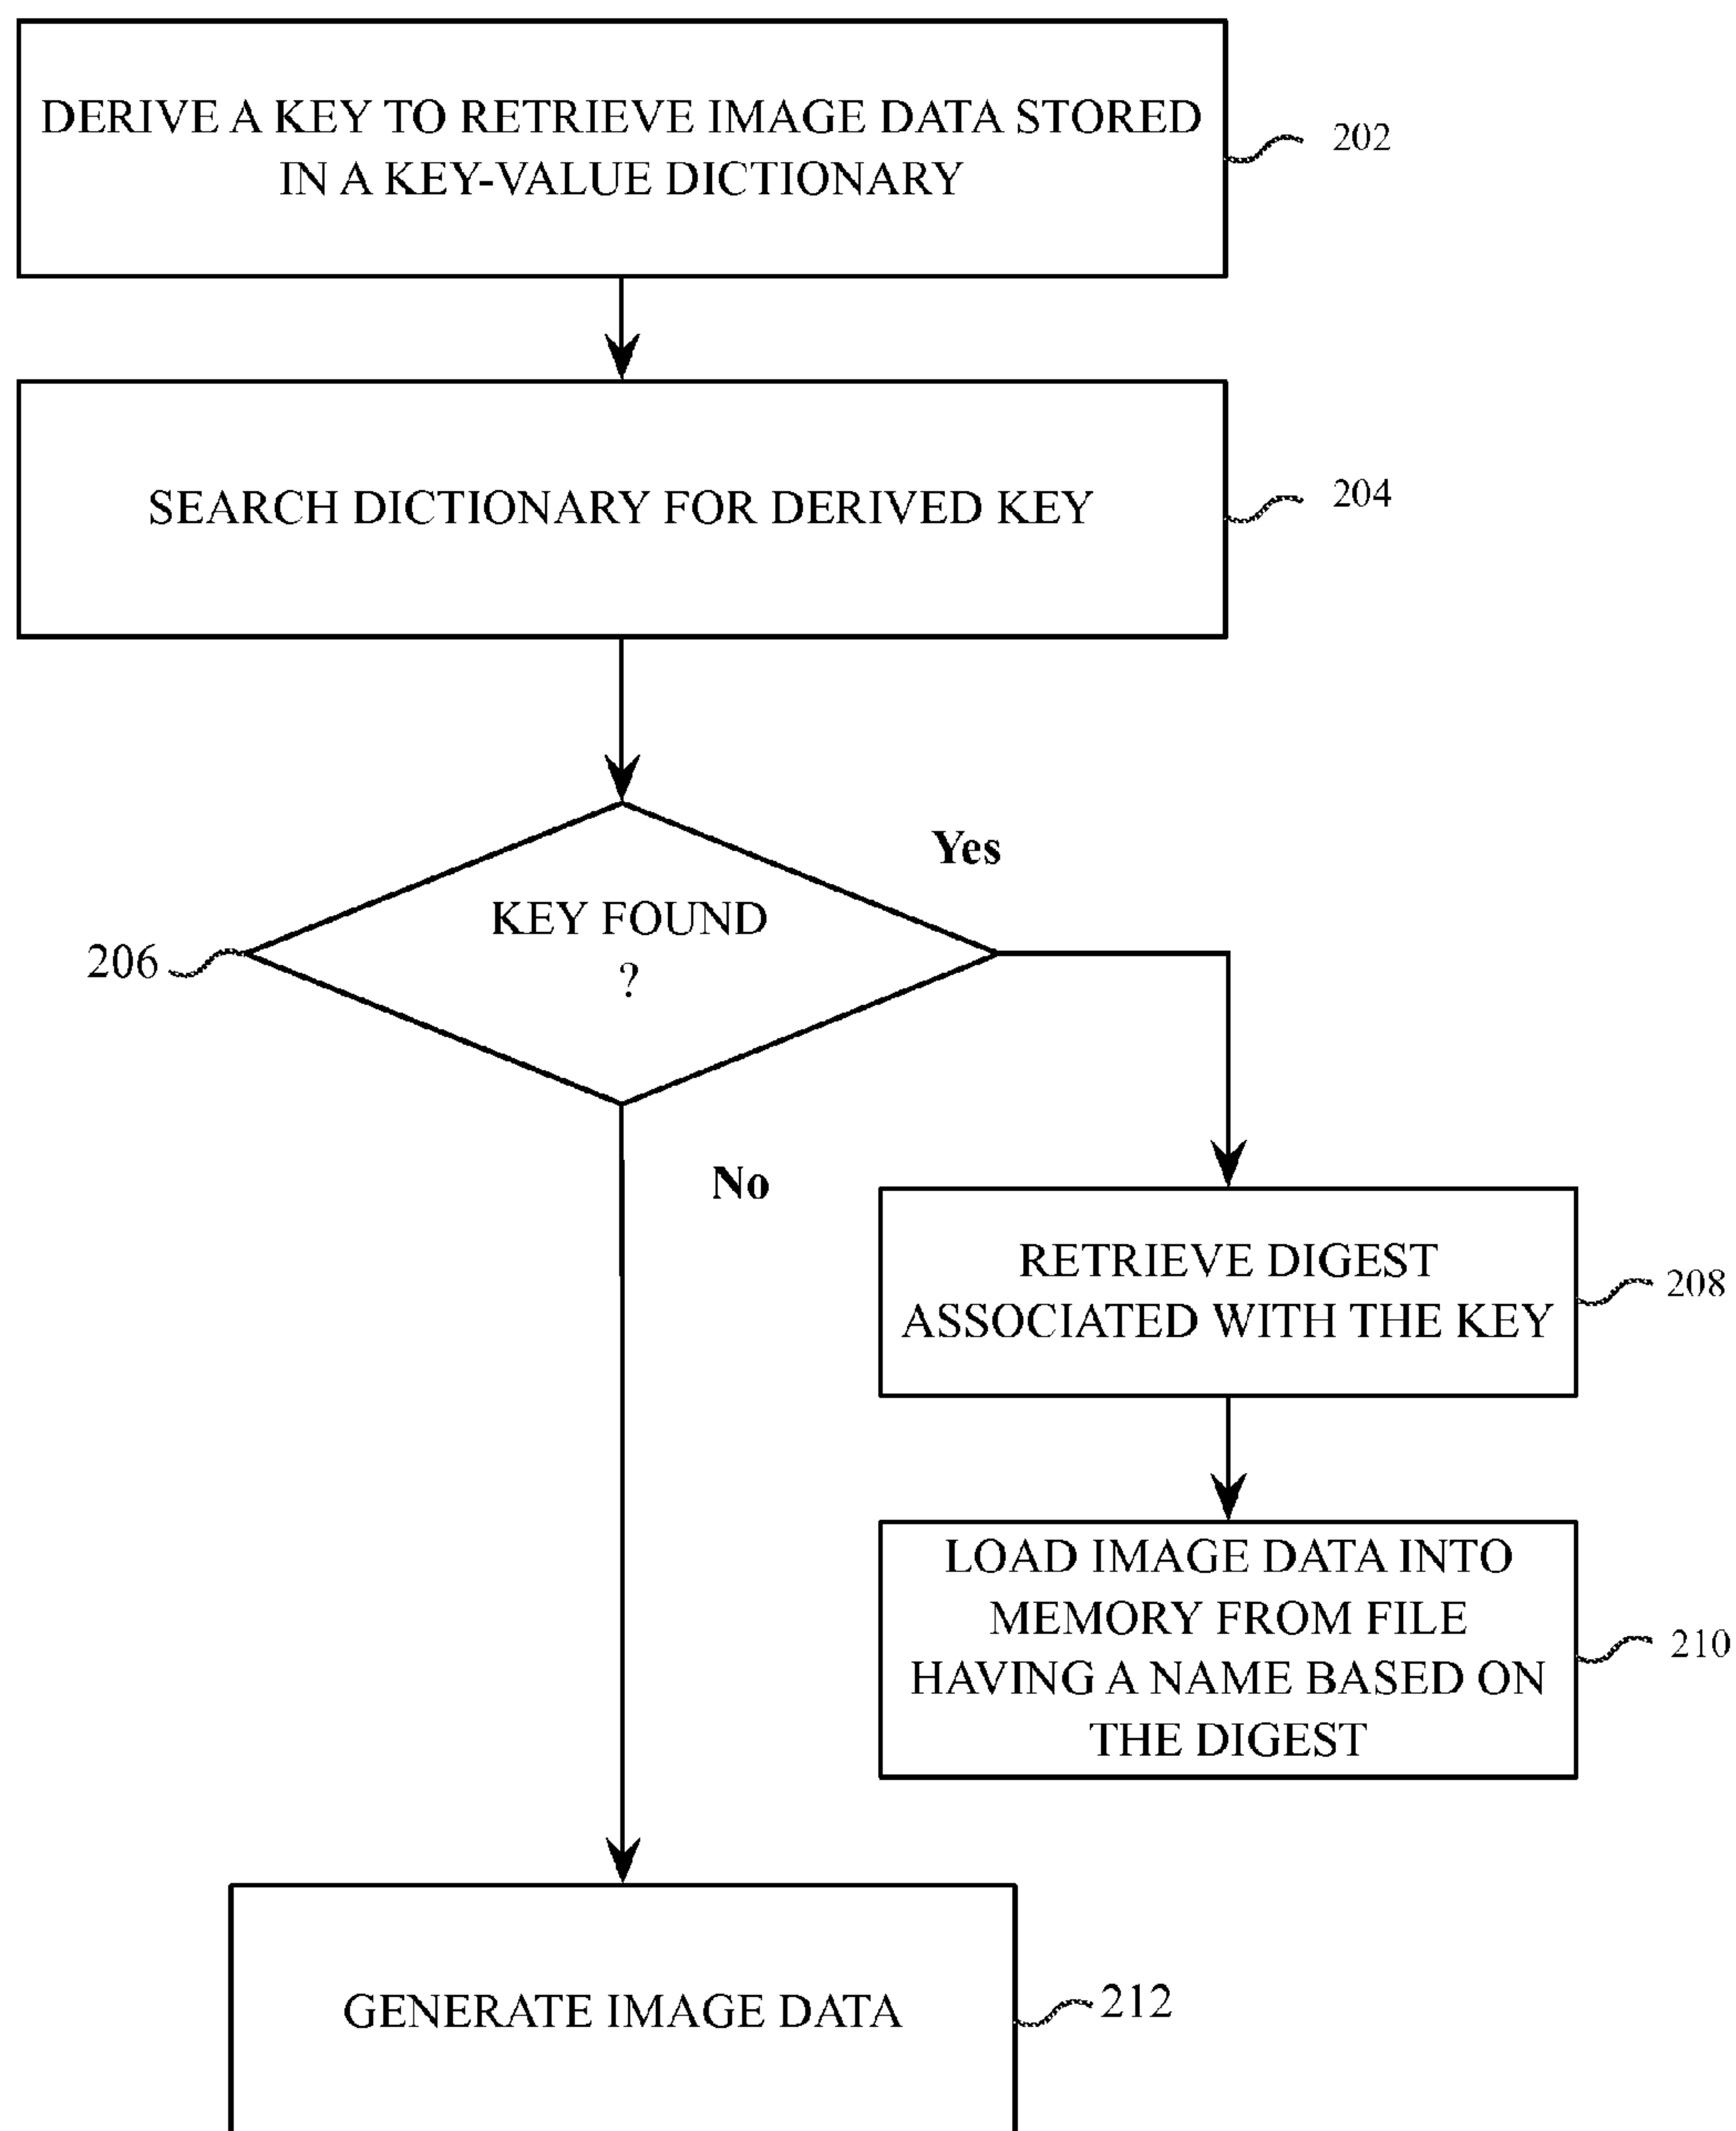 DERIVE A KEY TO RETRIEVE IMAGE DATA STORED
IN A KEY-VALUE DICTIONARY
202
SEARCH DICTIONARY FOR DERIVED KEY
204
Yes
KEY FOUND
?
206
No
RETRIEVE DIGEST
ASSOCIATED WITH THE KEY
208
LOAD IMAGE DATA INTO
MEMORY FROM FILE
HAVING A NAME BASED ON
THE DIGEST
210
GENERATE IMAGE DATA
212